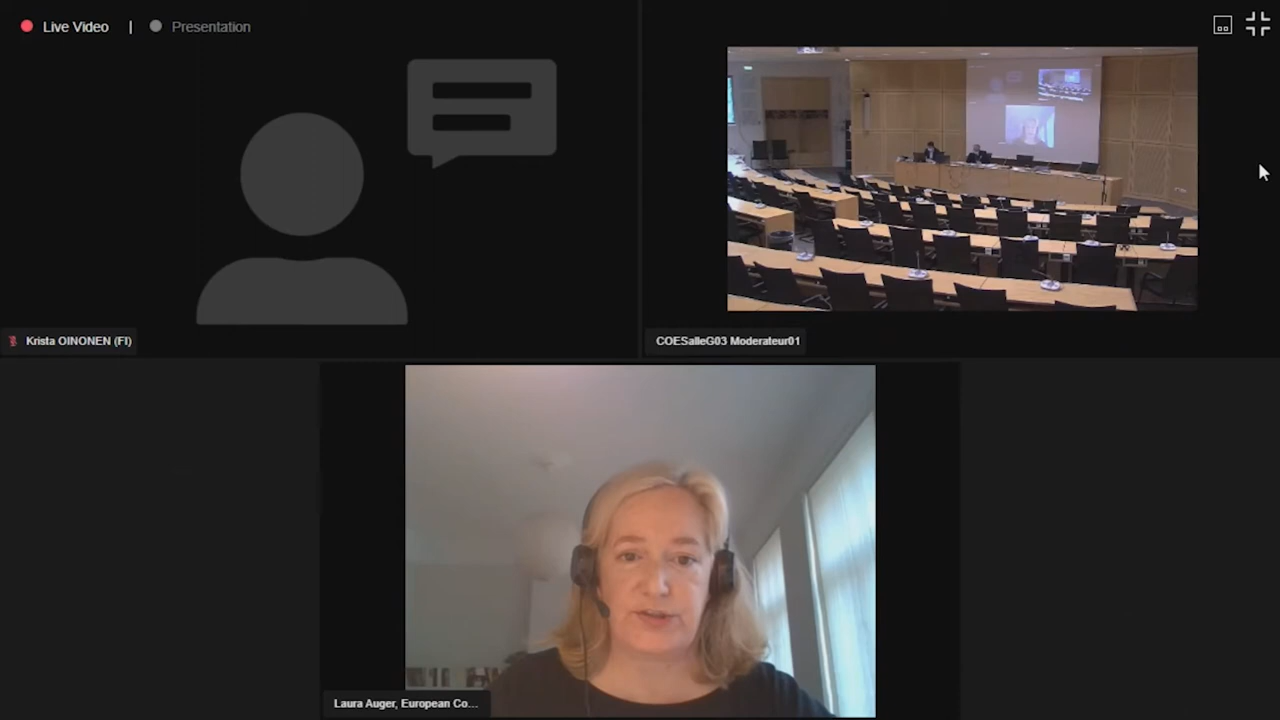 Live Video | Presentation
Krista OINONEN (FI)
COESalleG03 Moderateur01
Laura Auger, European Co...